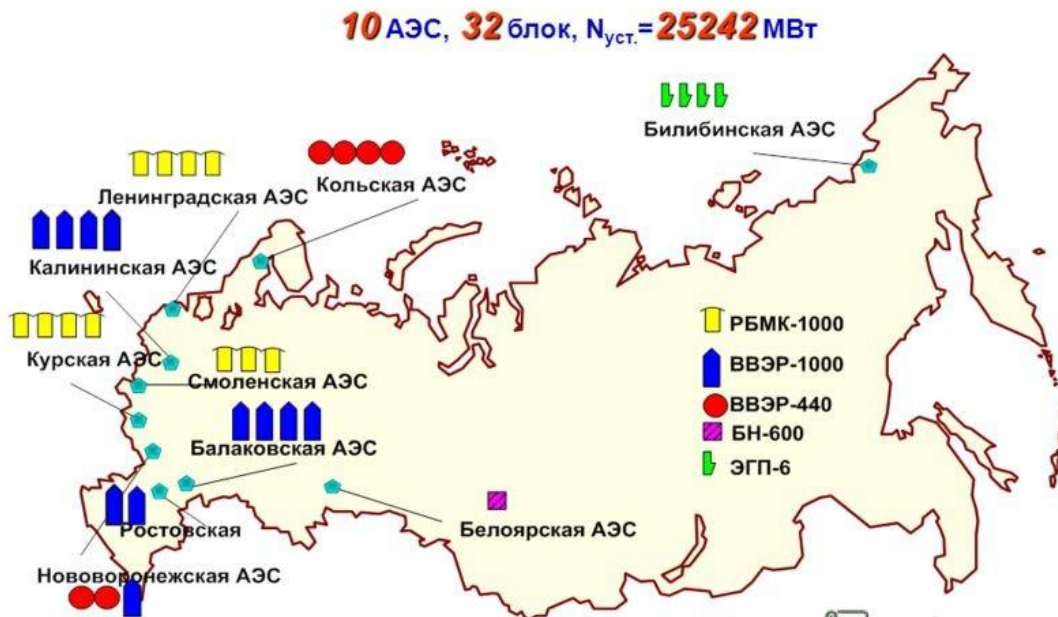 10 АЭС, 32 блок, Nуст.= 25242 МВт
Билибинская АЭС
Ленинградская АЭС
Кольская АЭС
Калининская АЭС
Курская АЭС
Смоленская АЭС
Балаковская АЭС
Ростовская
Белоярская АЭС
Нововоронежская АЭС
РБМК-1000
ВВЭР-1000
ВВЭР-440
БН-600
ЭГП-6